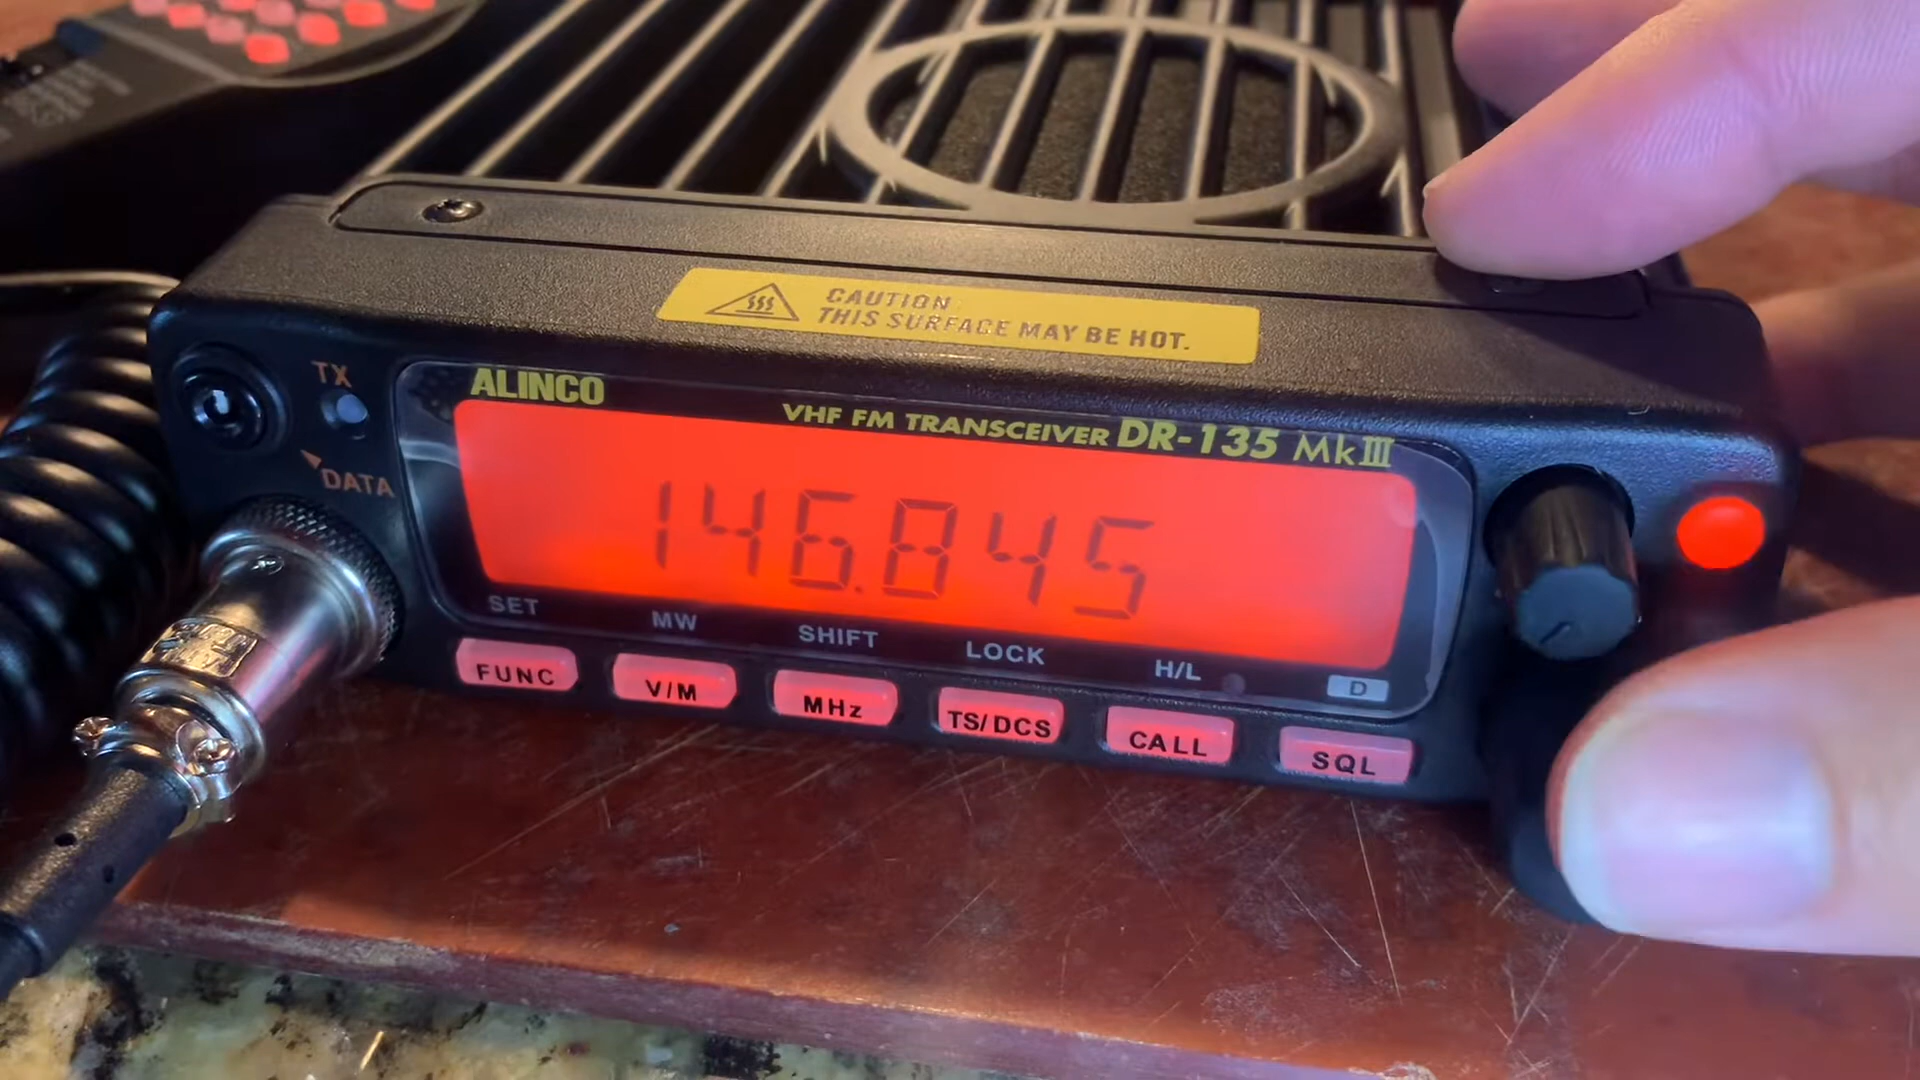 CAUTION
THIS SURFACE MAY BE HOT.
TX
ALINCO
VHF FM TRANSCEIVER DR-135 MkIII
DATA
146.845
SET
MW
SHIFT
LOCK
H/L
D
FUNC
V/M
MHz
TS/DCS
CALL
SQL